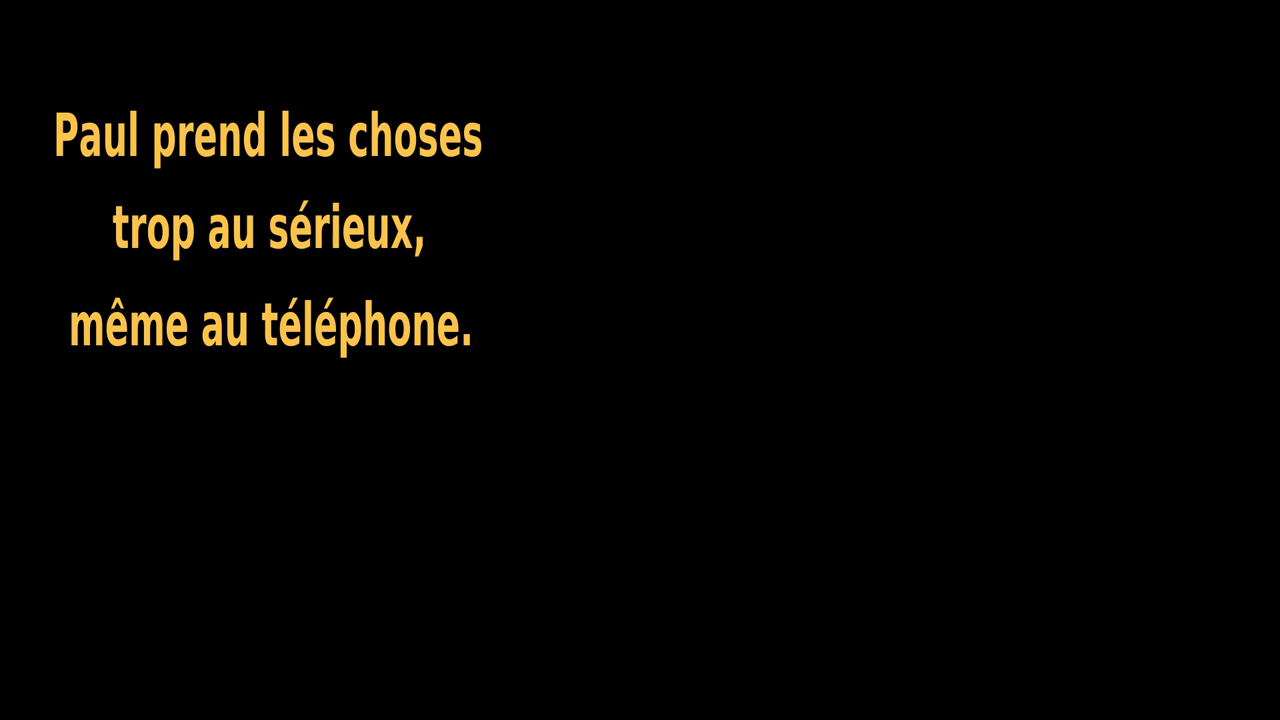 Paul prend les choses
trop au sérieux,
même au téléphone.